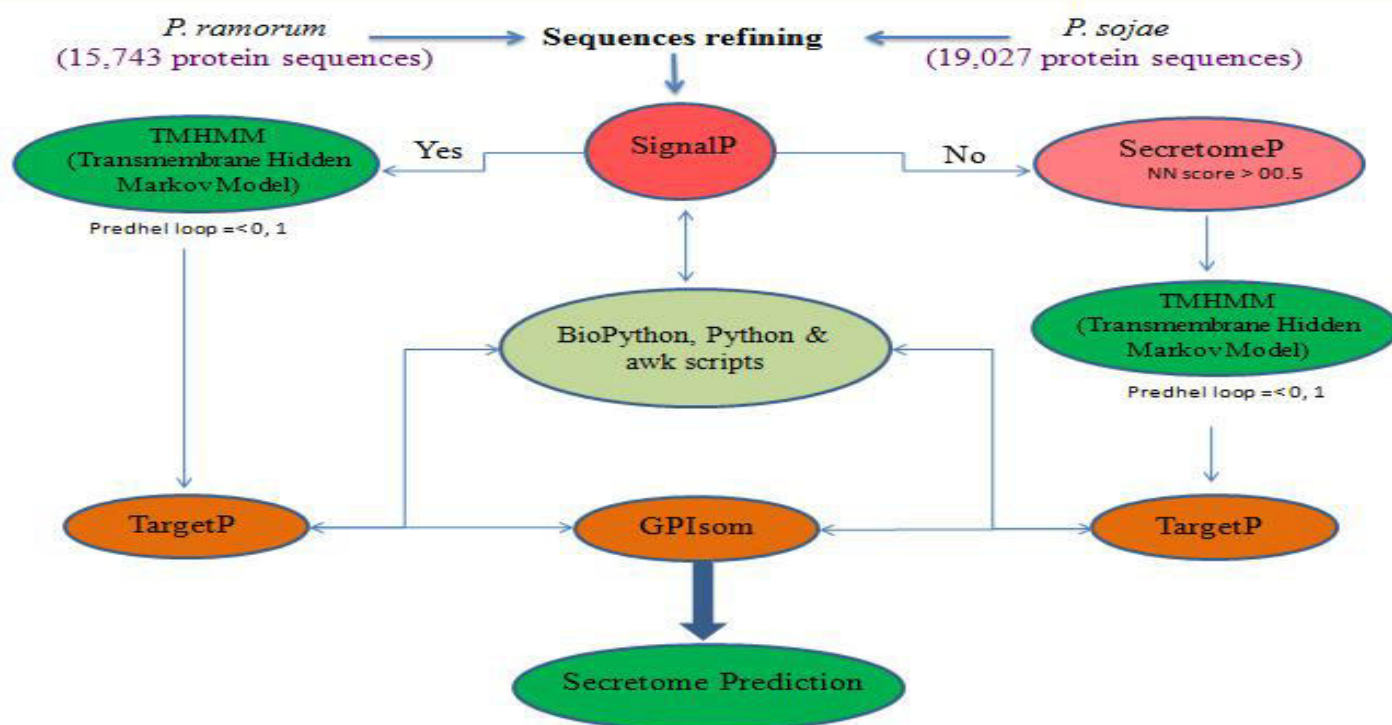 P. ramorum
(15,743 protein sequences)
Sequences refining
P. sojae
(19,027 protein sequences)
SignalP
Yes
No
TMHMM
(Transmembrane Hidden
Markov Model)
Predhel loop =<0, 1
SecretomeP
NN score > 00.5
BioPython, Python &
awk scripts
TMHMM
(Transmembrane Hidden
Markov Model)
Predhel loop =<0, 1
TargetP
GPIsom
TargetP
Secretome Prediction